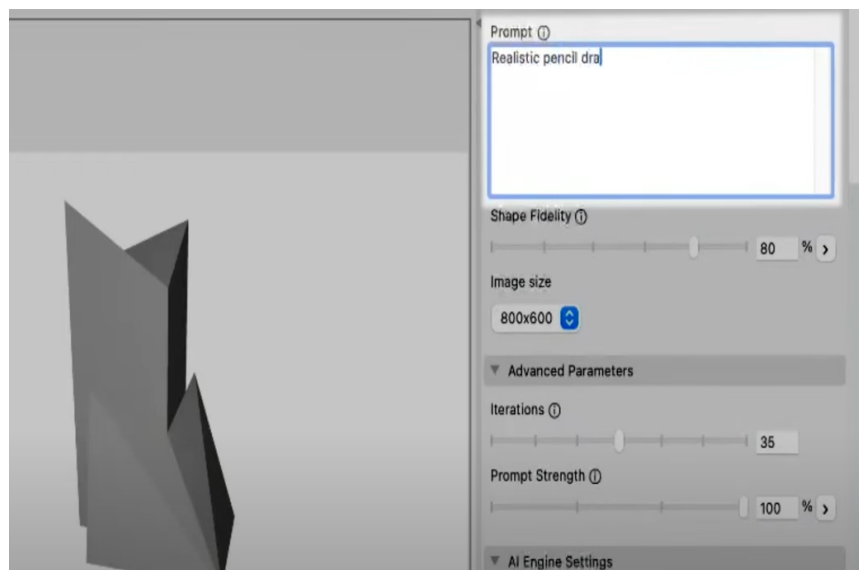 Prompt
Realistic pencil dra
Shape Fidelity
80 %
Image size
800x600
Advanced Parameters
Iterations
35
Prompt Strength
100 %
AI Engine Settings